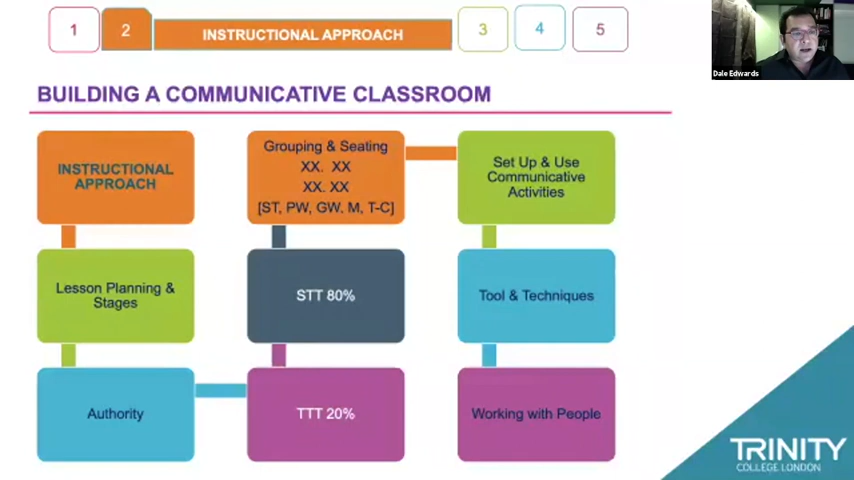 1
2
INSTRUCTIONAL APPROACH
3
4
5
Dale Edwards
BUILDING A COMMUNICATIVE CLASSROOM
INSTRUCTIONAL
APPROACH
Lesson Planning &
Stages
Authority
TTT 20%
STT 80%
Grouping & Seating
XX. XX
XX. XX
[ST, PW, GW. M, T-C]
Set Up & Use
Communicative
Activities
Tool & Techniques
Working with People
TRINITY
COLLEGE LONDON